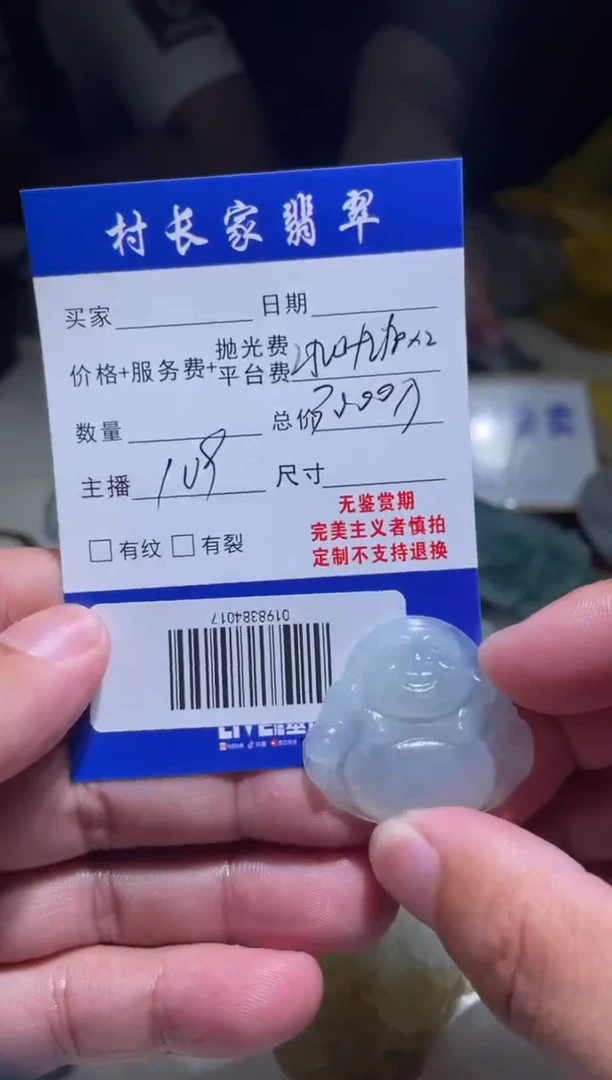 村长家翡翠
买家 日期
价格+服务费+抛光费
平台费
数量 总价
主播 108 尺寸
无鉴赏期
完美主义者慎拍
定制不支持退换
□有纹 □有裂
0198384017